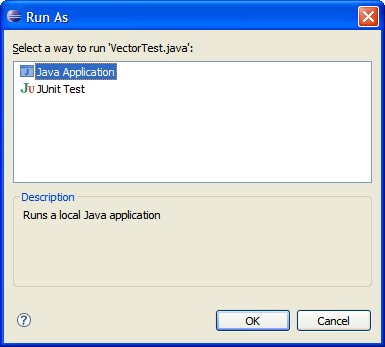 Run As
Select a way to run 'VectorTest.java':
Java Application
JUnit Test
Description
Runs a local Java application
OK Cancel